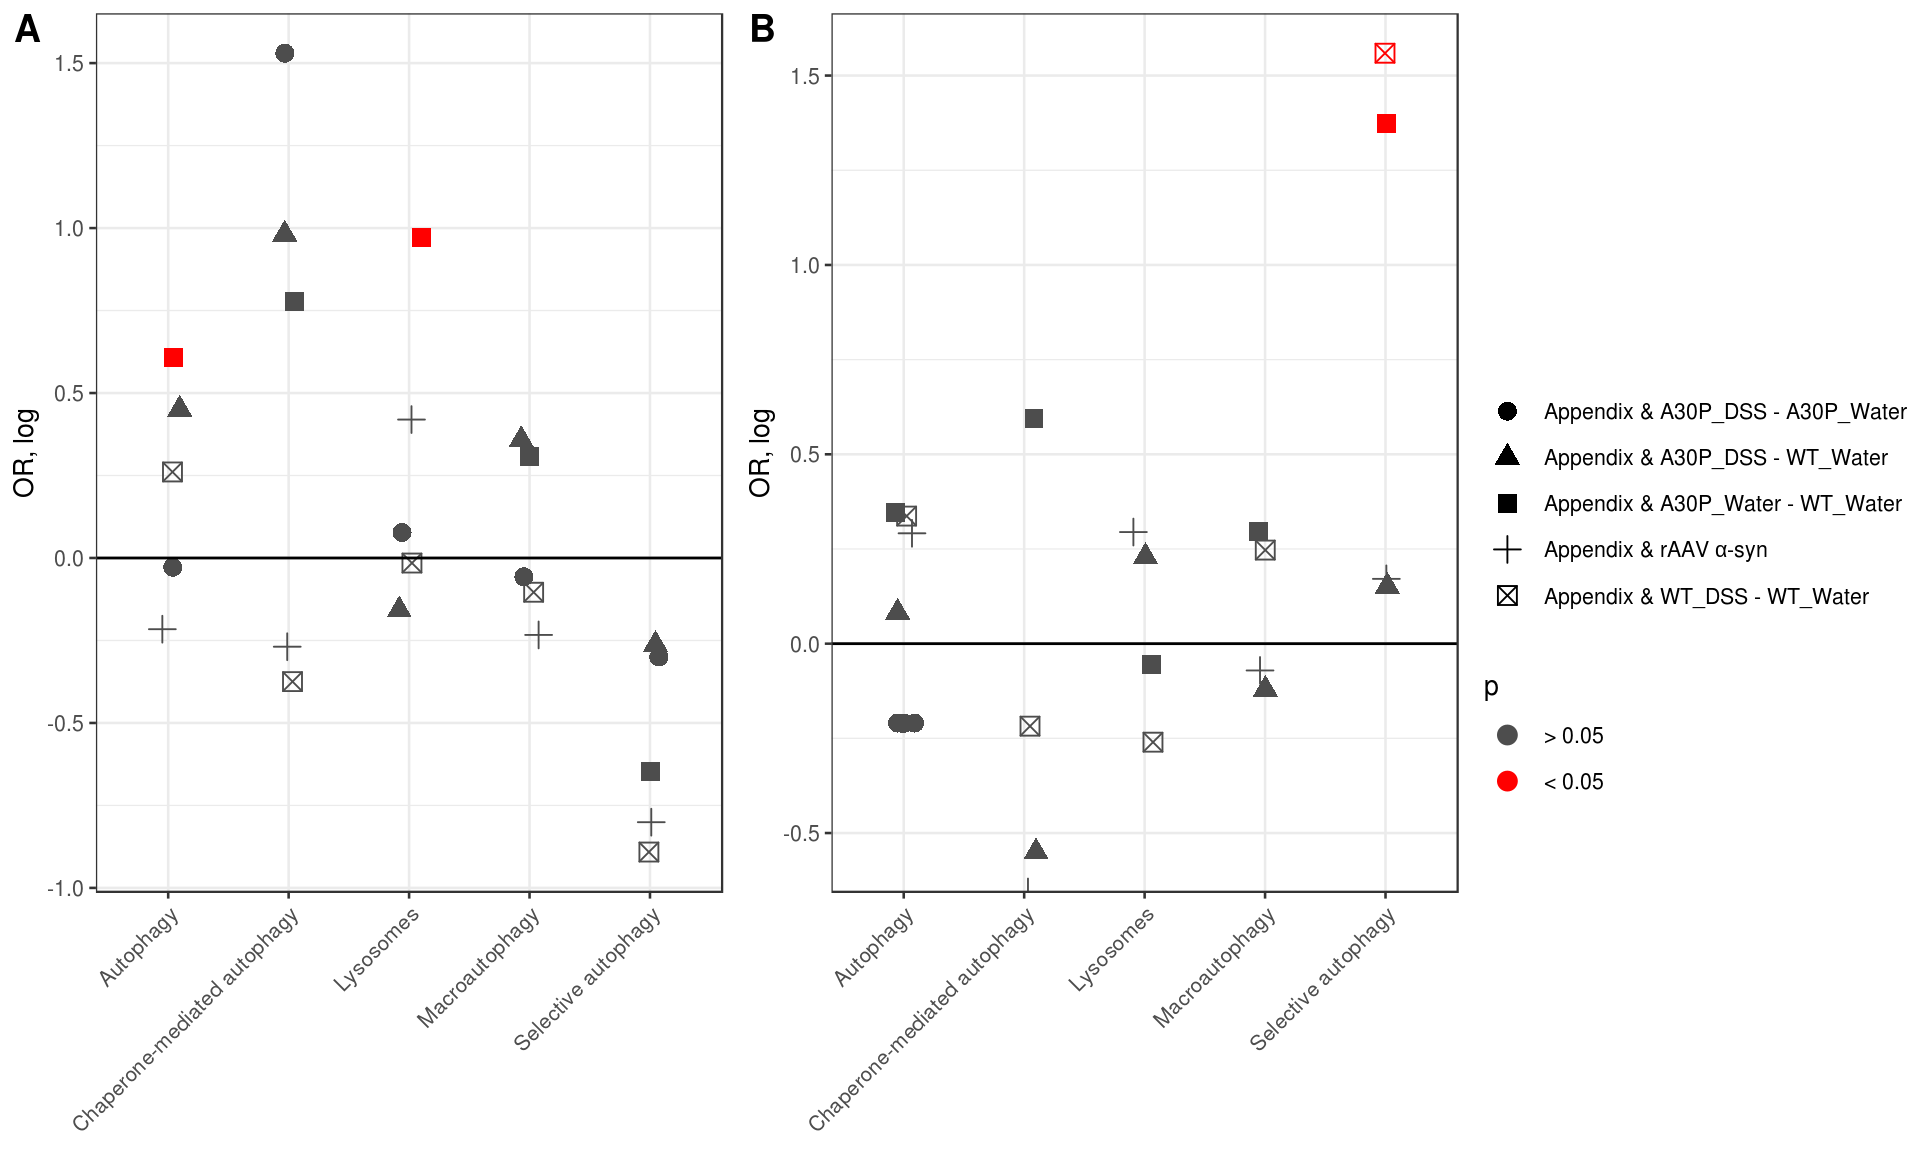 A
OR, log
1.5
1.0
0.5
0.0
-0.5
-1.0
Autophagy
Chaperone-mediated autophagy
Lysosomes
Macroautophagy
Selective autophagy
B
OR, log
1.5
1.0
0.5
0.0
-0.5
Autophagy
Chaperone-mediated autophagy
Lysosomes
Macroautophagy
Selective autophagy
Appendix & A30P_DSS - A30P_Water
Appendix & A30P_DSS - WT_Water
Appendix & A30P_Water - WT_Water
Appendix & rAAV α-syn
Appendix & WT_DSS - WT_Water
p
> 0.05
< 0.05